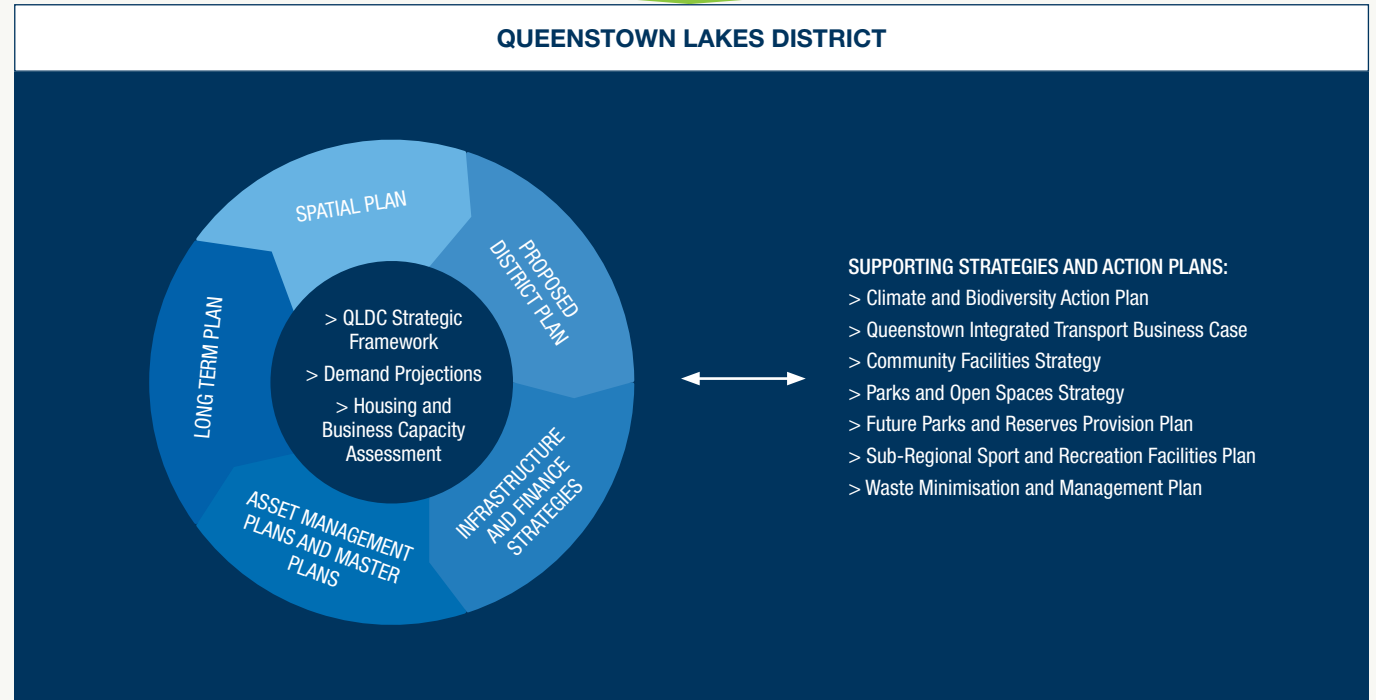 QUEENSTOWN LAKES DISTRICT
SPATIAL PLAN
PROPOSED
DISTRICT PLAN
INFRASTRUCTURE
AND FINANCE
STRATEGIES
ASSET MANAGEMENT
PLANS AND MASTER
PLANS
LONG TERM PLAN
> QLDC Strategic
Framework
> Demand Projections
> Housing and
Business Capacity
Assessment
SUPPORTING STRATEGIES AND ACTION PLANS:
> Climate and Biodiversity Action Plan
> Queenstown Integrated Transport Business Case
> Community Facilities Strategy
> Parks and Open Spaces Strategy
> Future Parks and Reserves Provision Plan
> Sub-Regional Sport and Recreation Facilities Plan
> Waste Minimisation and Management Plan